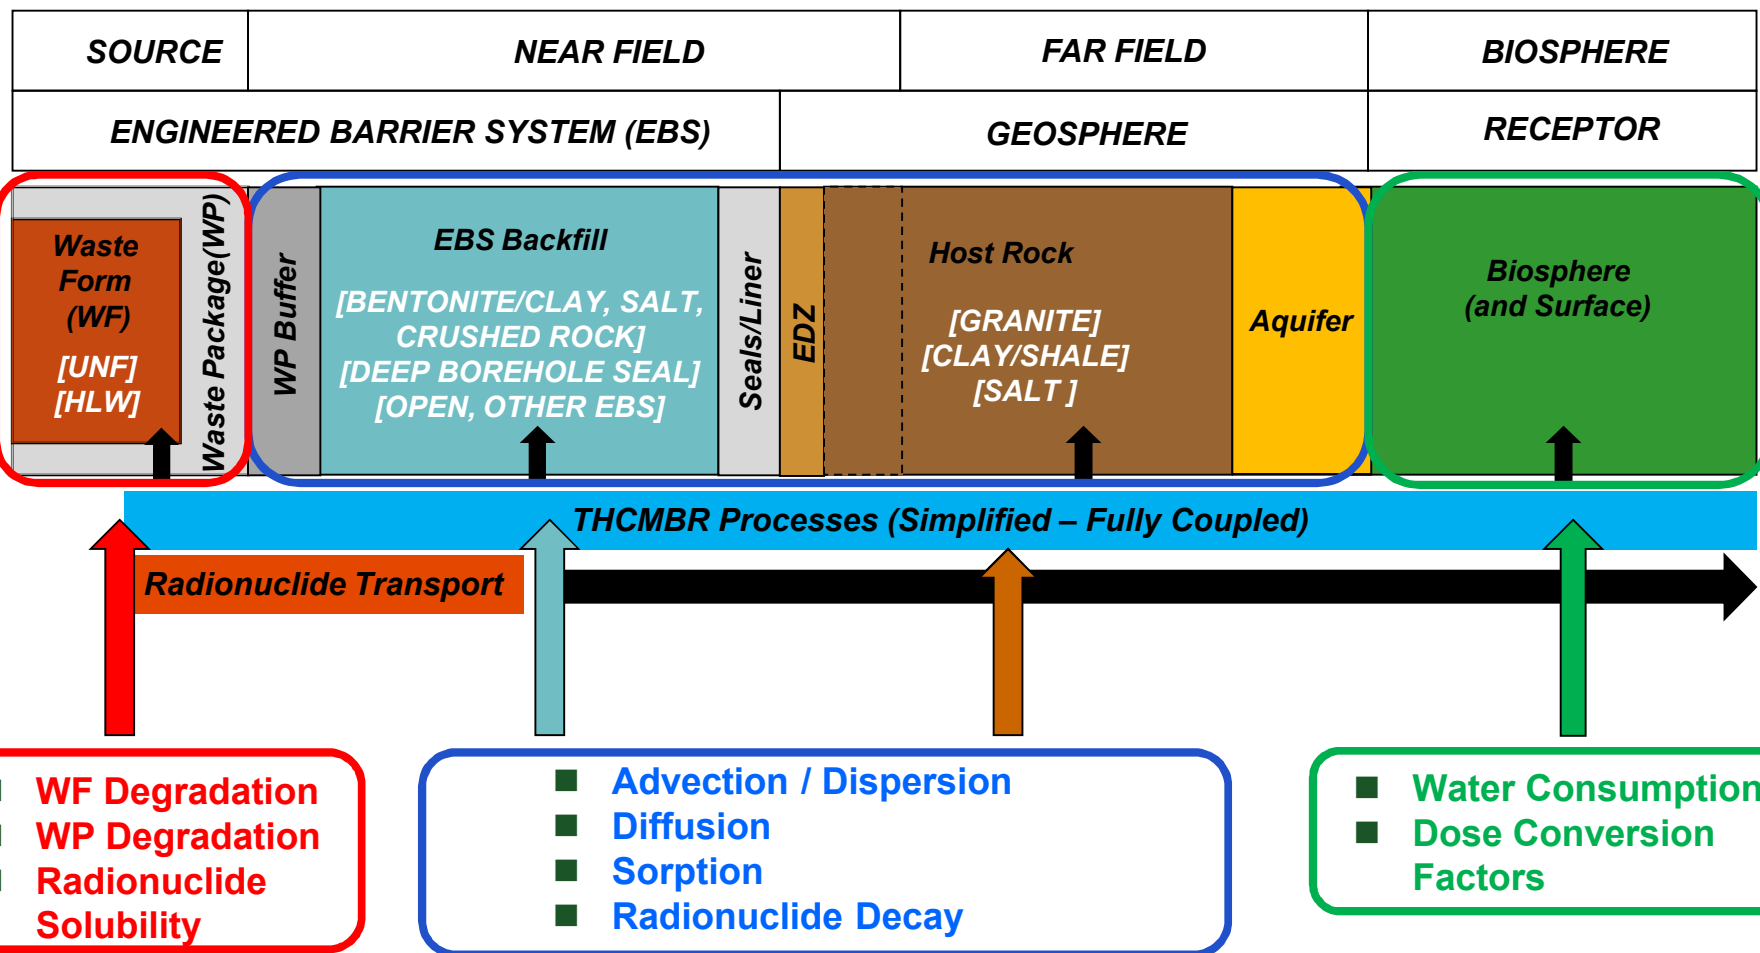 SOURCE
NEAR FIELD
FAR FIELD
BIOSPHERE
ENGINEERED BARRIER SYSTEM (EBS)
GEOSPHERE
RECEPTOR
Waste
Form
(WF)
[UNF]
[HLW]
Waste Package(WP)
WP Buffer
EBS Backfill
[BENTONITE/CLAY, SALT,
CRUSHED ROCK]
[DEEP BOREHOLE SEAL]
[OPEN, OTHER EBS]
Seals/Liner
EDZ
Host Rock
[GRANITE]
[CLAY/SHALE]
[SALT ]
Aquifer
Biosphere
(and Surface)
THCMBR Processes (Simplified – Fully Coupled)
Radionuclide Transport
WF Degradation
WP Degradation
Radionuclide
Solubility
Advection / Dispersion
Diffusion
Sorption
Radionuclide Decay
Water Consumption
Dose Conversion
Factors